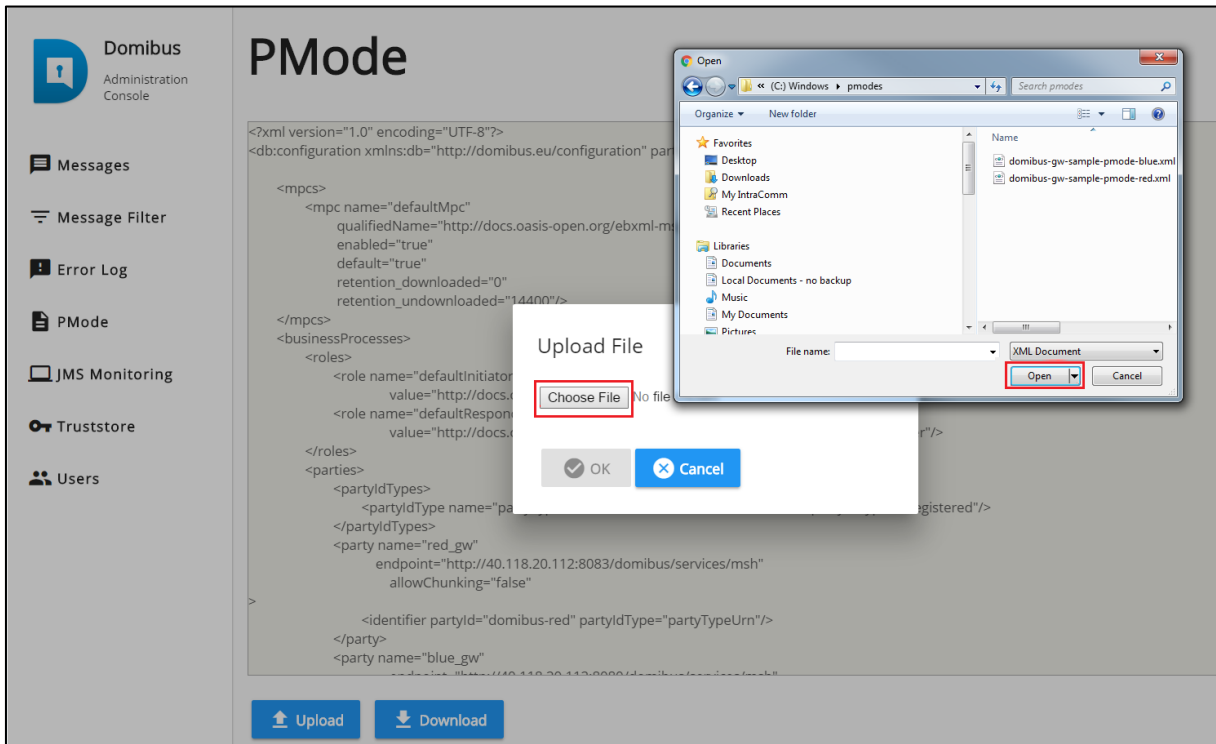 Domibus
Administration
Console
Messages
Message Filter
Error Log
PMode
JMS Monitoring
Truststore
Users
PMode
<?xml version="1.0" encoding="UTF-8"?>
<db:configuration xmlns:db="http://domibus.eu/configuration" par
<mpcs>
<mpc name="defaultMpc"
qualifiedName="http://docs.oasis-open.org/ebxml-m
enabled="true"
default="true"
retention_downloaded="0"
retention_undownloaded="14400"/>
</mpcs>
<businessProcesses>
<roles>
<role name="defaultInitiator
value="http://docs.
<role name="defaultRespon
value="http://docs. r"/>
</roles>
<parties>
<partyIdTypes>
<partyIdType name="pa egistered"/>
</partyIdTypes>
<party name="red_gw"
endpoint="http://40.118.20.112:8083/domibus/services/msh"
allowChunking="false"
>
<identifier partyId="domibus-red" partyIdType="partyTypeUrn"/>
</party>
<party name="blue_gw"
Upload
Download
Upload File
Choose File No file
OK
Cancel
Open
« (C:) Windows pmodes
Search pmodes
Organize New folder
Favorites
Desktop
Downloads
My IntraComm
Recent Places
Libraries
Documents
Local Documents - no backup
Music
My Documents
Pictures
Name
domibus-gw-sample-pmode-blue.xml
domibus-gw-sample-pmode-red.xml
File name:
XML Document
Open
Cancel